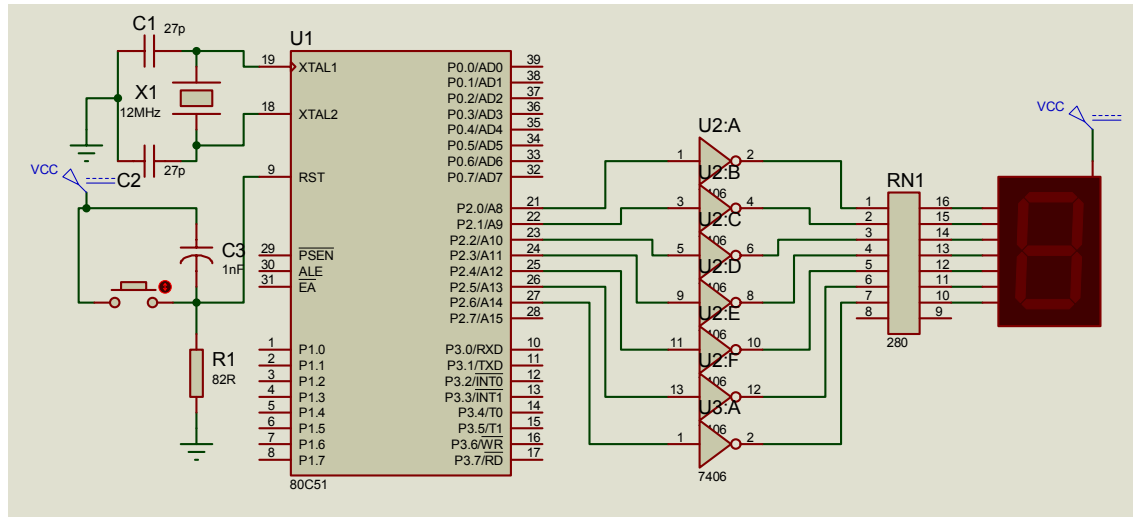 C1
27p
X1
12MHz
27p
C2
VCC
C3
1nF
R1
82R
U1
19 XTAL1
18 XTAL2
9 RST
29 PSEN
30 ALE
31 EA
1 P1.0
2 P1.1
3 P1.2
4 P1.3
5 P1.4
6 P1.5
7 P1.6
8 P1.7
P0.0/AD0 39
P0.1/AD1 38
P0.2/AD2 37
P0.3/AD3 36
P0.4/AD4 35
P0.5/AD5 34
P0.6/AD6 33
P0.7/AD7 32
P2.0/A8 21
P2.1/A9 22
P2.2/A10 23
P2.3/A11 24
P2.4/A12 25
P2.5/A13 26
P2.6/A14 27
P2.7/A15 28
P3.0/RXD 10
P3.1/TXD 11
P3.2/INT0 12
P3.3/INT1 13
P3.4/T0 14
P3.5/T1 15
P3.6/WR 16
P3.7/RD 17
80C51
U2:A
1 2
U2:B
3 4
U2:C
5 6
U2:D
9 8
U2:E
11 10
U2:F
13 12
U3:A
1 2
7406
RN1
1 16
2 15
3 14
4 13
5 12
6 11
7 10
8 9
280
VCC